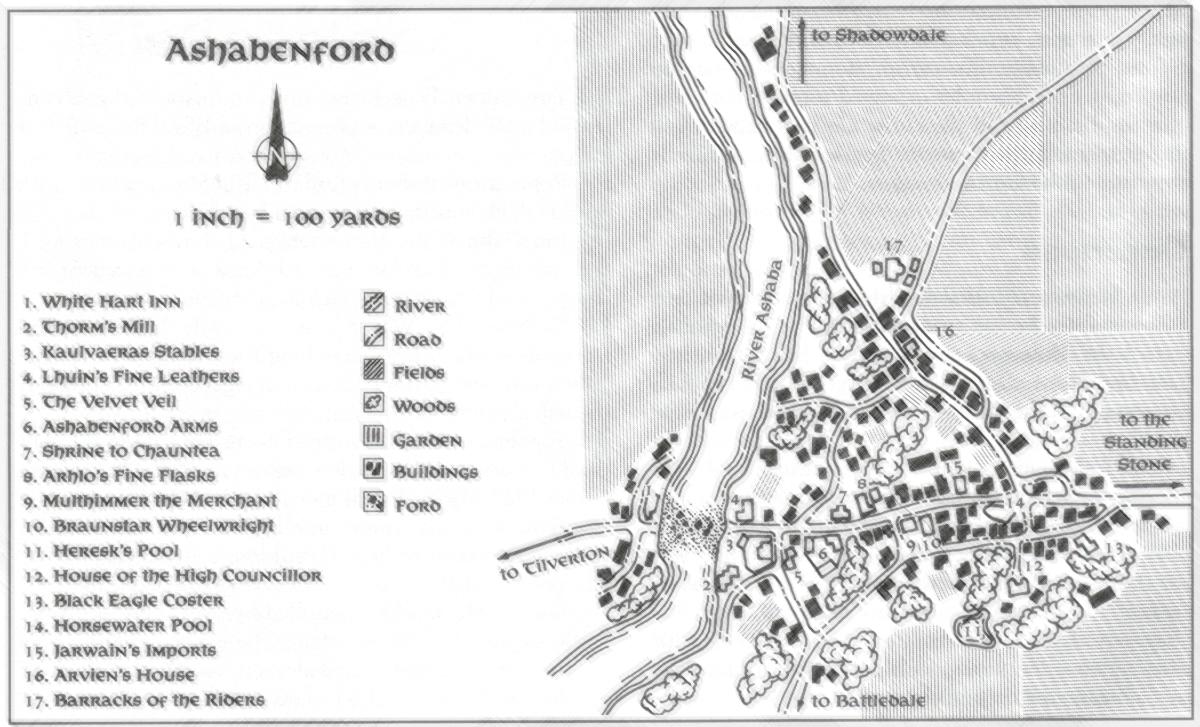 Ashabenford
N
1 inch = 100 yards
1. White Hart Inn
2. Thorm's Mill
3. Kaulvaeras Stables
4. Lhuin's Fine Leathers
5. The Velvet Veil
6. Ashabenford Arms
7. Shrine to Chauntea
8. Arhlo's Fine Flasks
9. Multhimmer the Merchant
10. Braunstar Wheelwright
11. Heresk's Pool
12. House of the High Councillor
13. Black Eagle Coster
14. Horsewater Pool
15. Jarwain's Imports
16. Arvien's House
17. Barracks of the Riders
River
Road
Fields
Woods
Garden
Buildings
Ford
to Shadowdale
17
River Ashaba
16
to the
Standing
Stone
15
8
7
4
14
1
3
6
9
10
13
to Tilverton
5
12
2
11
to Battledale